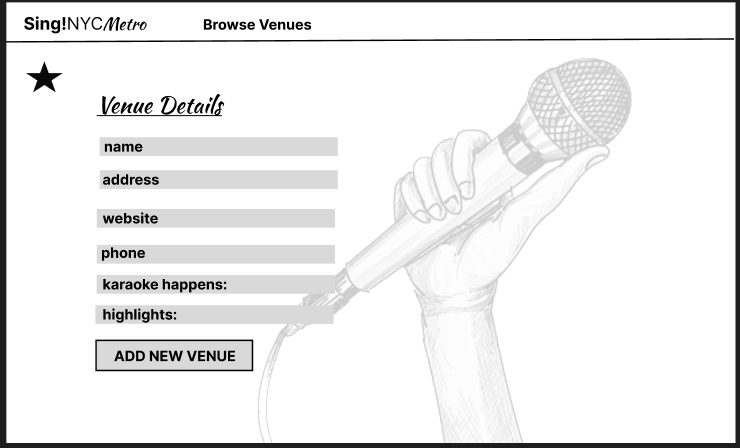 Sing!NYCMetro Browse Venues
Venue Details
name
address
website
phone
karaoke happens:
highlights:
ADD NEW VENUE